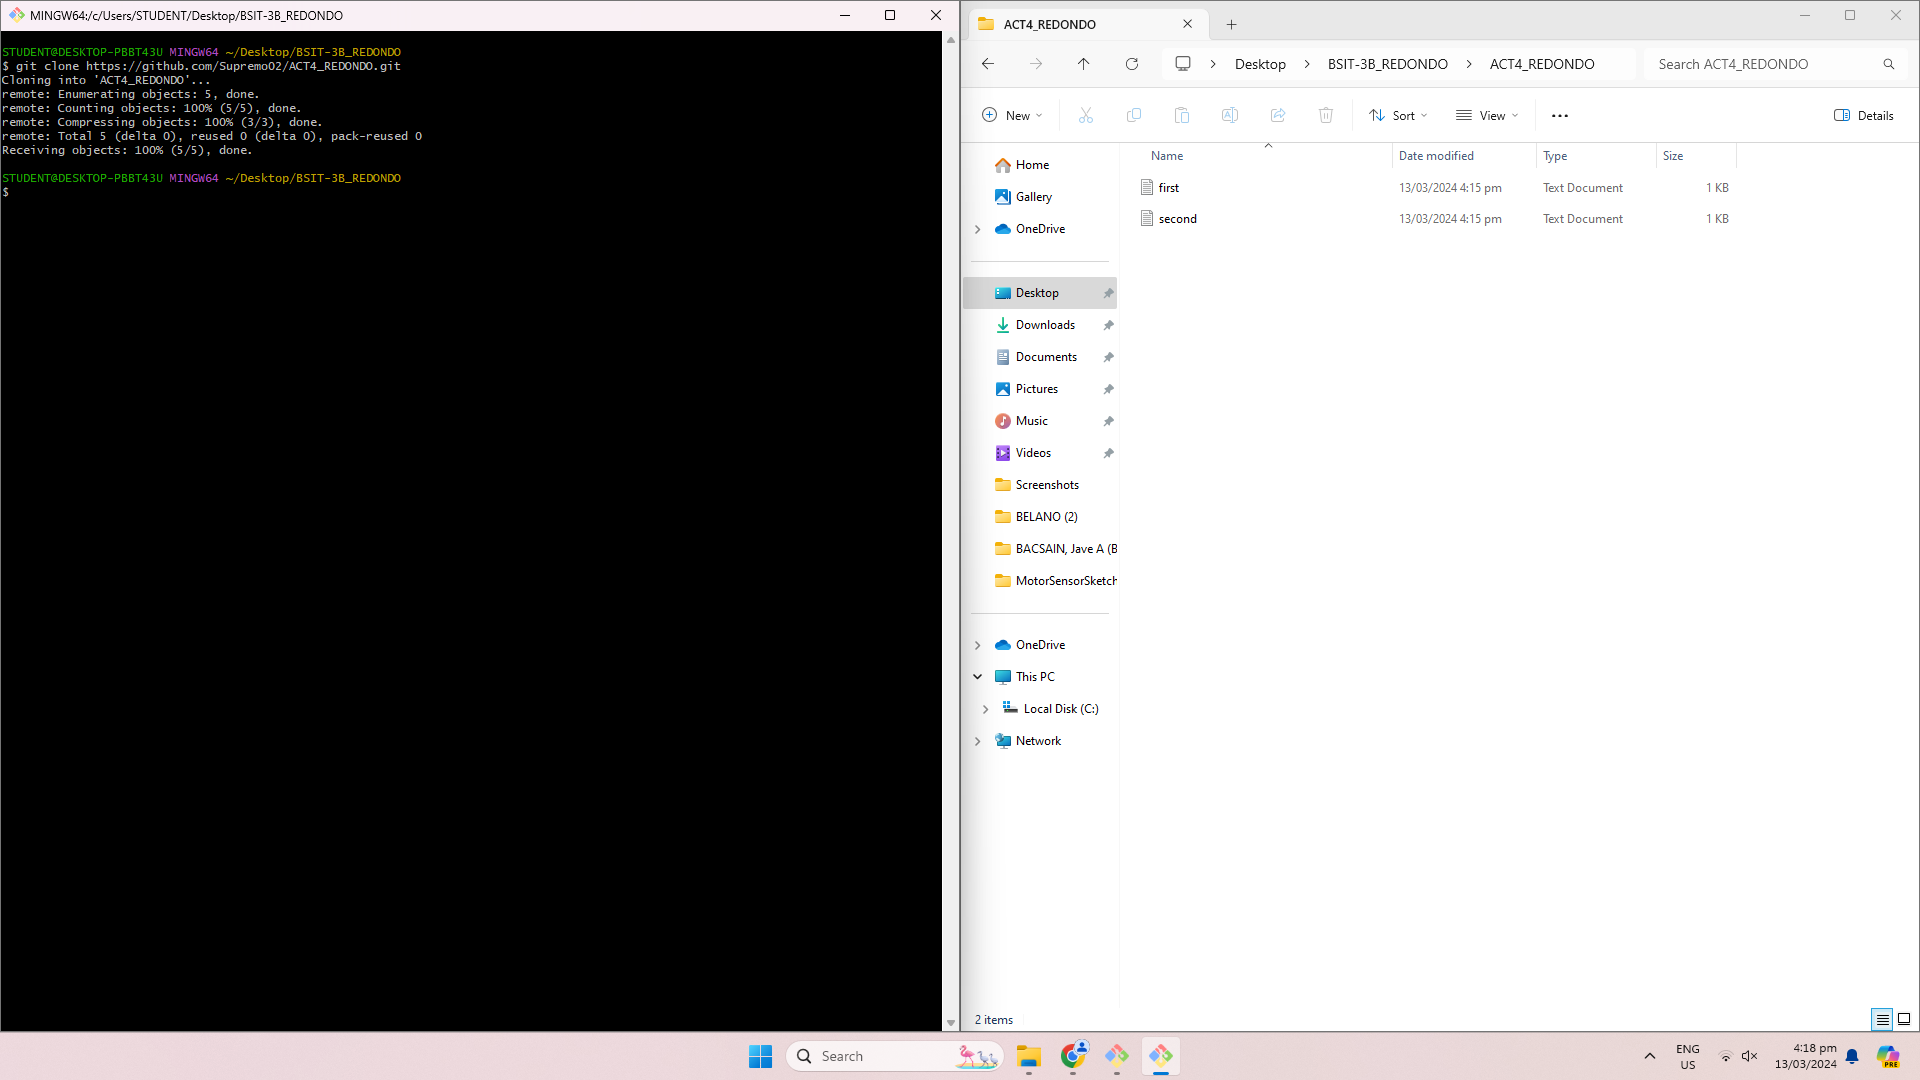 MINGW64:/c/Users/STUDENT/Desktop/BSIT-3B_REDONDO
STUDENT@DESKTOP-PBBT43U MINGW64 ~/Desktop/BSIT-3B_REDONDO
$ git clone https://github.com/Supremo02/ACT4_REDONDO.git
Cloning into 'ACT4_REDONDO'...
remote: Enumerating objects: 5, done.
remote: Counting objects: 100% (5/5), done.
remote: Compressing objects: 100% (3/3), done.
remote: Total 5 (delta 0), reused 0 (delta 0), pack-reused 0
Receiving objects: 100% (5/5), done.
STUDENT@DESKTOP-PBBT43U MINGW64 ~/Desktop/BSIT-3B_REDONDO
$
ACT4_REDONDO
Desktop > BSIT-3B_REDONDO > ACT4_REDONDO
Search ACT4_REDONDO
New
Sort
View
Details
Name Date modified Type Size
first 13/03/2024 4:15 pm Text Document 1 KB
second 13/03/2024 4:15 pm Text Document 1 KB
Home
Gallery
OneDrive
Desktop
Downloads
Documents
Pictures
Music
Videos
Screenshots
BELANO (2)
BACSAIN, Jave A (B
MotorSensorSketch
OneDrive
This PC
Local Disk (C:)
Network
2 items
Search
ENG
US
4:18 pm
13/03/2024
PRE